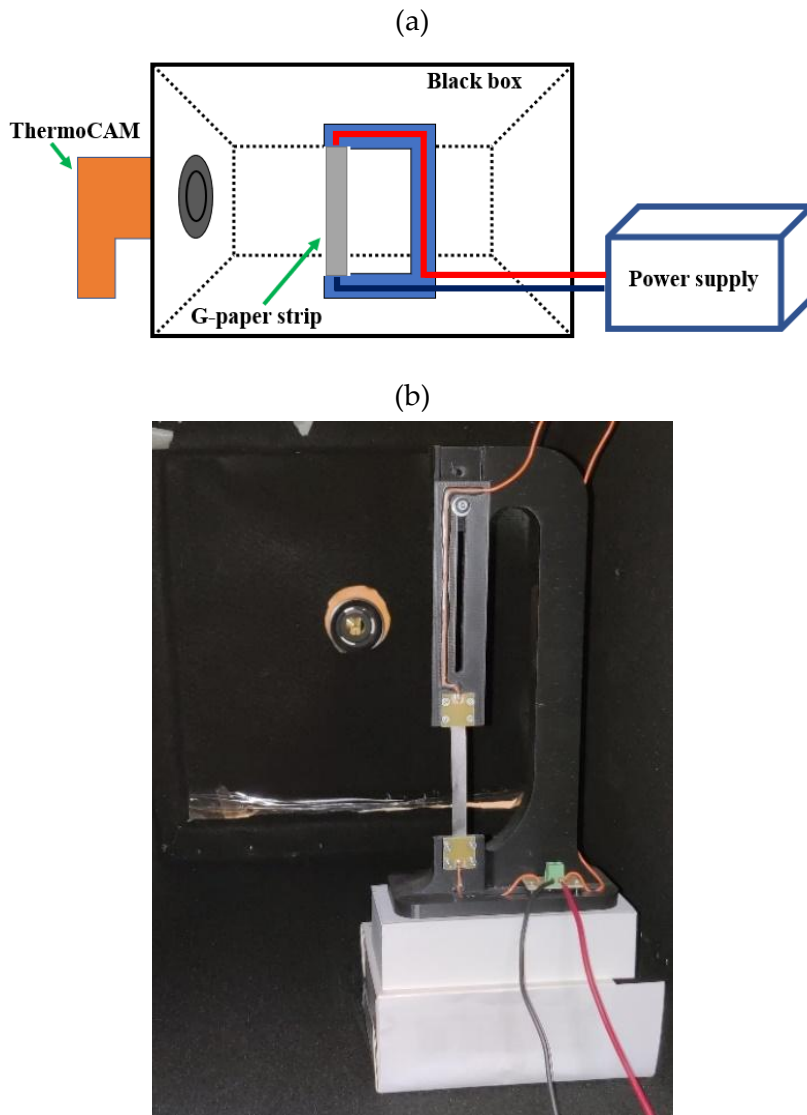 (a)
Black box
ThermoCAM
Power supply
G-paper strip
(b)